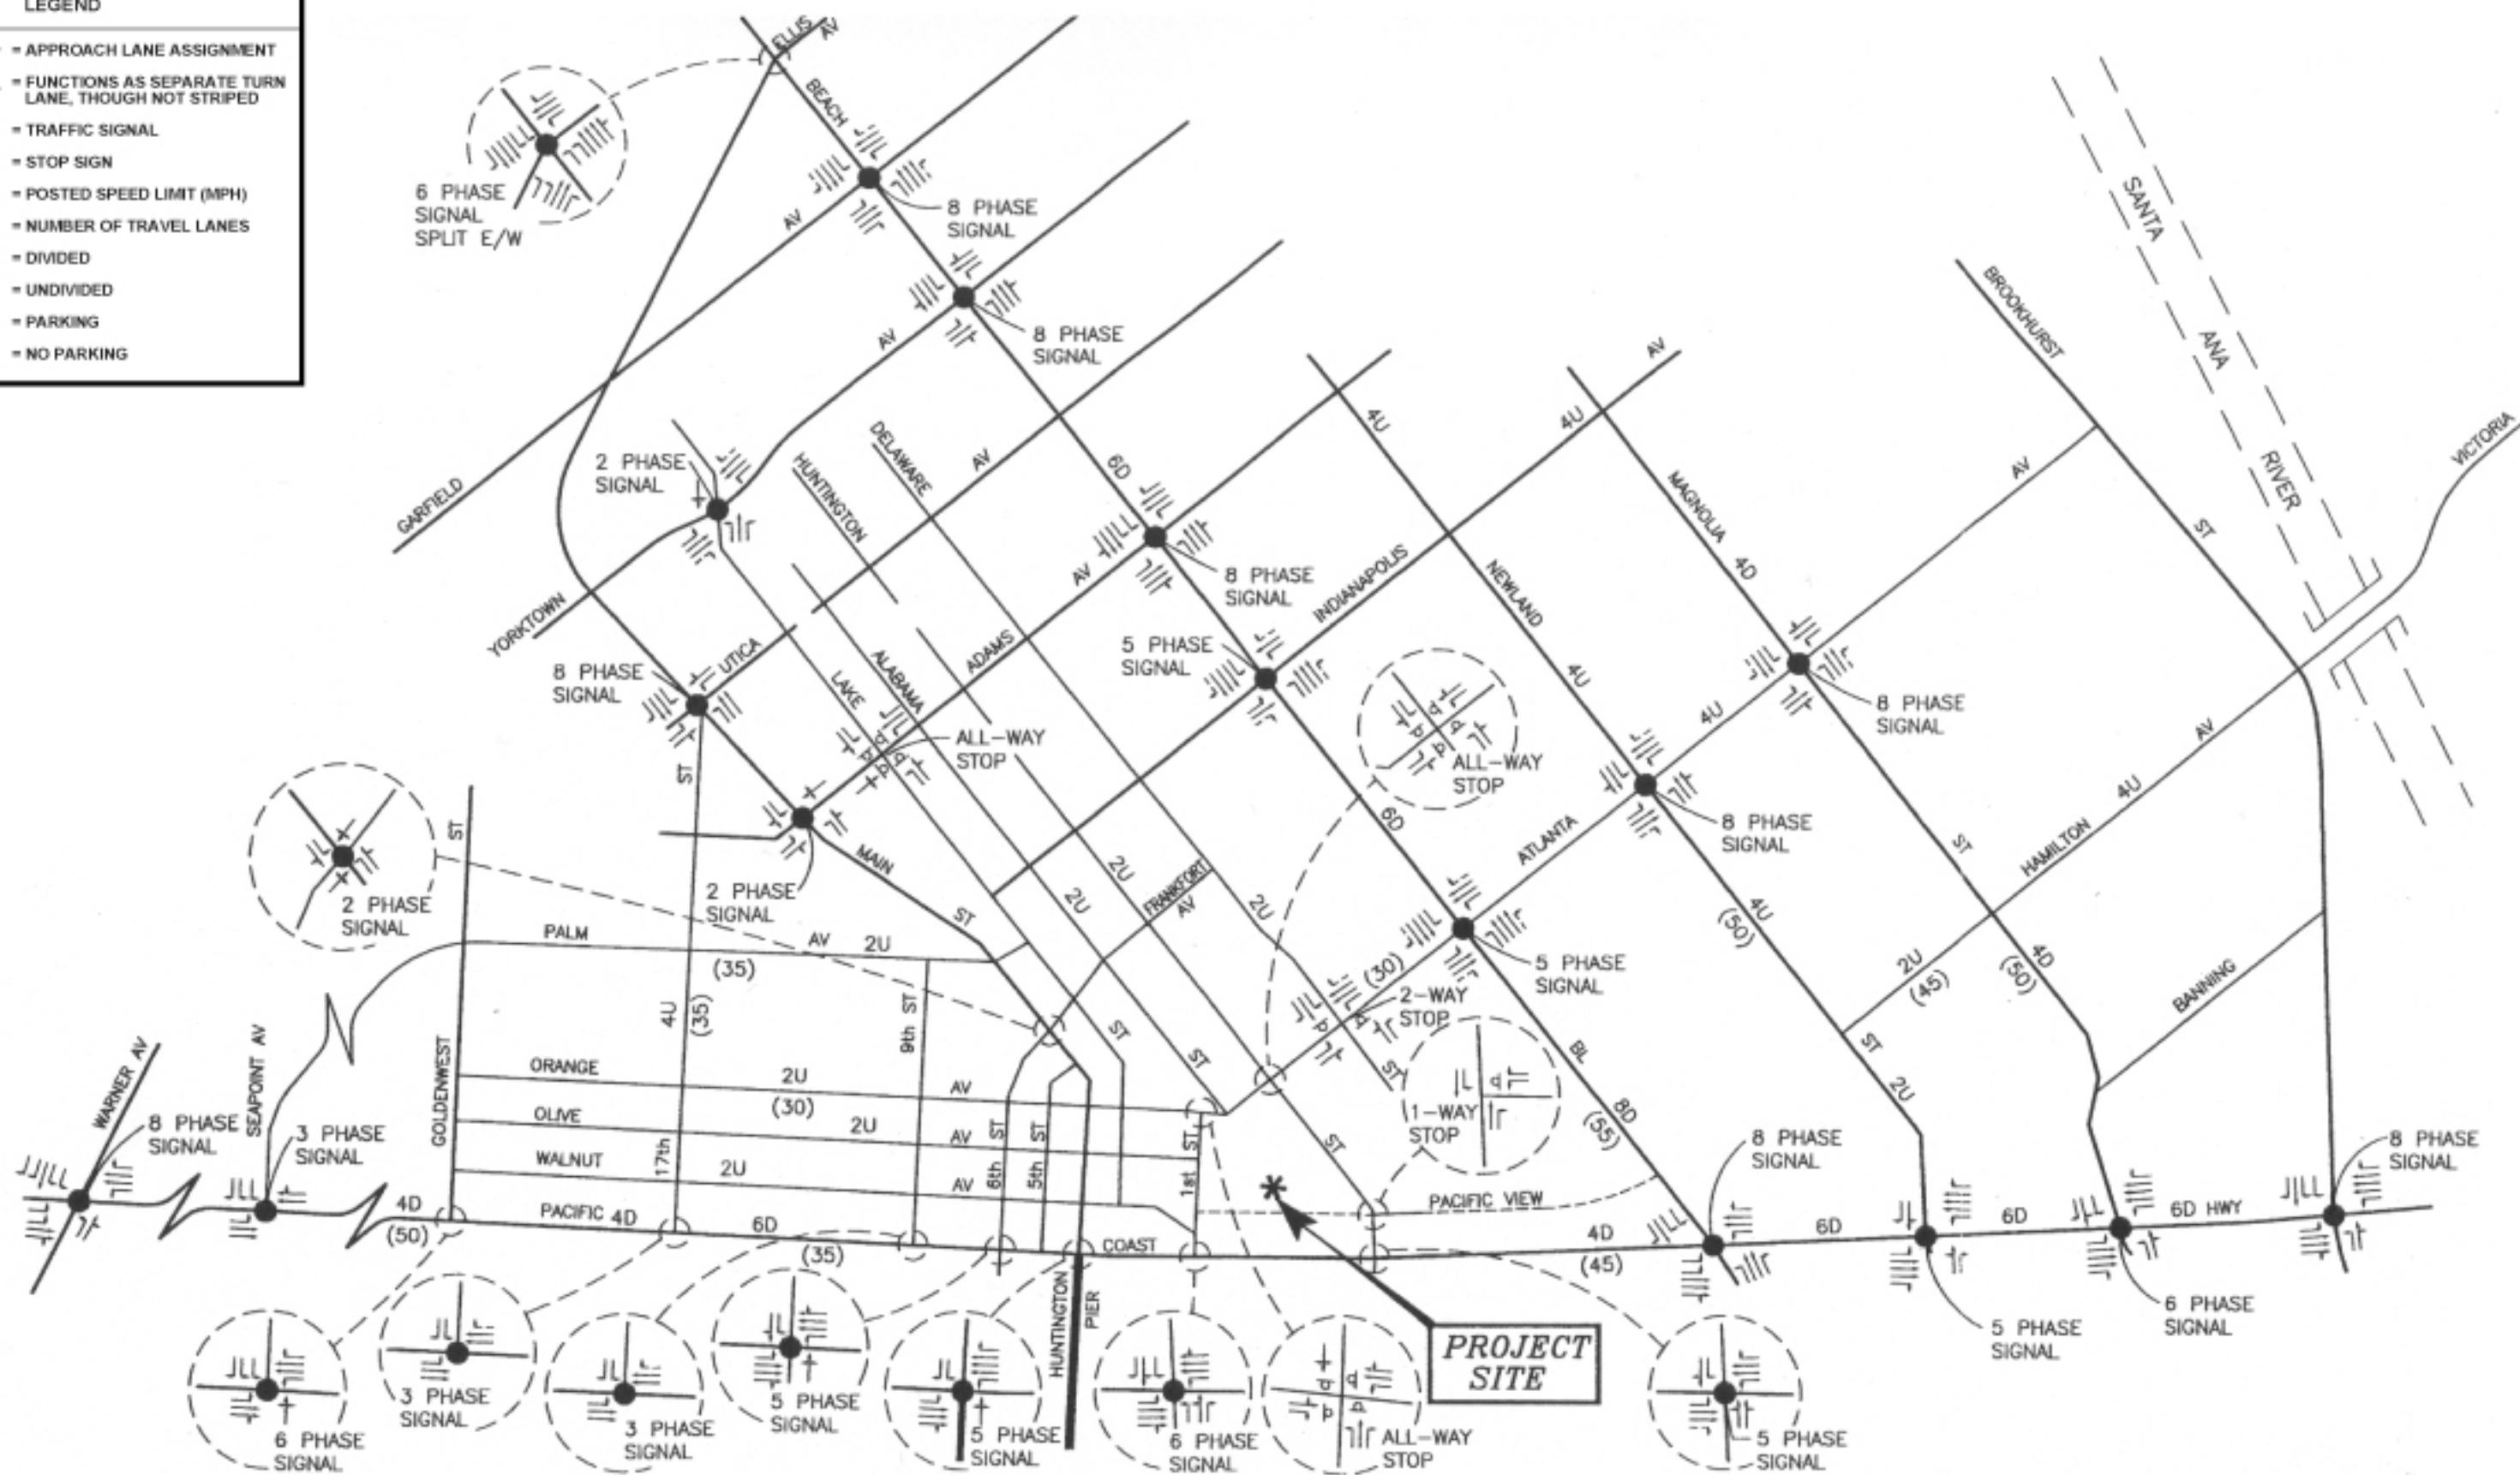 LEGEND
= APPROACH LANE ASSIGNMENT
= FUNCTIONS AS SEPARATE TURN
LANE, THOUGH NOT STRIPED
= TRAFFIC SIGNAL
= STOP SIGN
= POSTED SPEED LIMIT (MPH)
= NUMBER OF TRAVEL LANES
= DIVIDED
= UNDIVIDED
= PARKING
= NO PARKING
ELLIS AV
BEACH
6 PHASE
SIGNAL
SPLIT E/W
AV
8 PHASE
SIGNAL
AV
8 PHASE
SIGNAL
SANTA
ANA
RIVER
BROOKHURST
ST
VICTORIA
GARFIELD
2 PHASE
SIGNAL
HUNTINGTON
DELAWARE
AV
6D
4U
4U
AV
MAGNOLIA
4D
AV
YORKTOWN
8 PHASE
SIGNAL
UTICA
LAKE
ALABAMA
ADAMS
AV
8 PHASE
SIGNAL
5 PHASE
SIGNAL
INDIANAPOLIS
NEWLAND
4U
4U
8 PHASE
SIGNAL
ALL-WAY
STOP
ALL-WAY
STOP
ST
6D
ATLANTA
8 PHASE
SIGNAL
ST
HAMILTON
4U
AV
2 PHASE
SIGNAL
ST
MAIN
2 PHASE
SIGNAL
ST
2U
2U
FRANKFORT
AV
2U
4U
(50)
5 PHASE
SIGNAL
2U
(45)
4D
(50)
BANNING
PALM
AV
2U
(35)
4U
(35)
9th ST
ST
ST
(30)
2-WAY
STOP
ST
1-WAY
STOP
BL
8D
(55)
ST
2U
WARNER AV
SEAPOINT AV
GOLDENWEST
ORANGE
2U
(30)
AV
OLIVE
2U
AV
WALNUT
2U
AV
17th
6th
ST
5th
ST
1st
ST
ST
8 PHASE
SIGNAL
3 PHASE
SIGNAL
4D
(50)
PACIFIC
4D
6D
(35)
COAST
PACIFIC VIEW
4D
(45)
8 PHASE
SIGNAL
6D
6D
6D HWY
8 PHASE
SIGNAL
HUNTINGTON
PIER
PROJECT
SITE
6 PHASE
SIGNAL
3 PHASE
SIGNAL
3 PHASE
SIGNAL
5 PHASE
SIGNAL
5 PHASE
SIGNAL
6 PHASE
SIGNAL
ALL-WAY
STOP
5 PHASE
SIGNAL
5 PHASE
SIGNAL
6 PHASE
SIGNAL